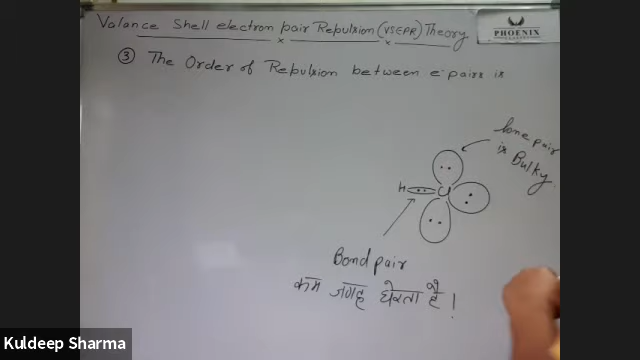 Valance Shell electron pair Repulsion (VSEPR) Theory
PHOENIX
③ The Order of Repulsion between e⁻ pairs is
lone pair
is Bulky.
H Cl
Bond pair
कम जगह घेरता है !
Kuldeep Sharma